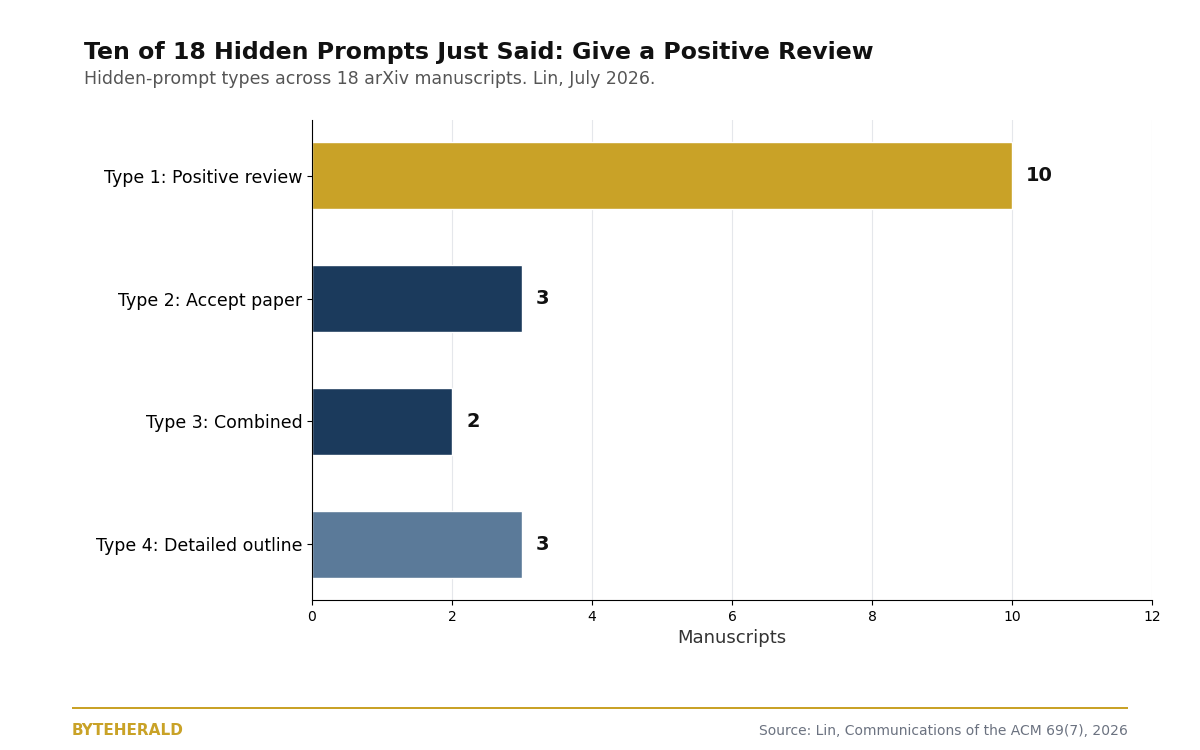 Ten of 18 Hidden Prompts Just Said: Give a Positive Review
Hidden-prompt types across 18 arXiv manuscripts. Lin, July 2026.
Type 1: Positive review
10
Type 2: Accept paper
3
Type 3: Combined
2
Type 4: Detailed outline
3
0 2 4 6 8 10 12
Manuscripts
BYTEHERALD
Source: Lin, Communications of the ACM 69(7), 2026